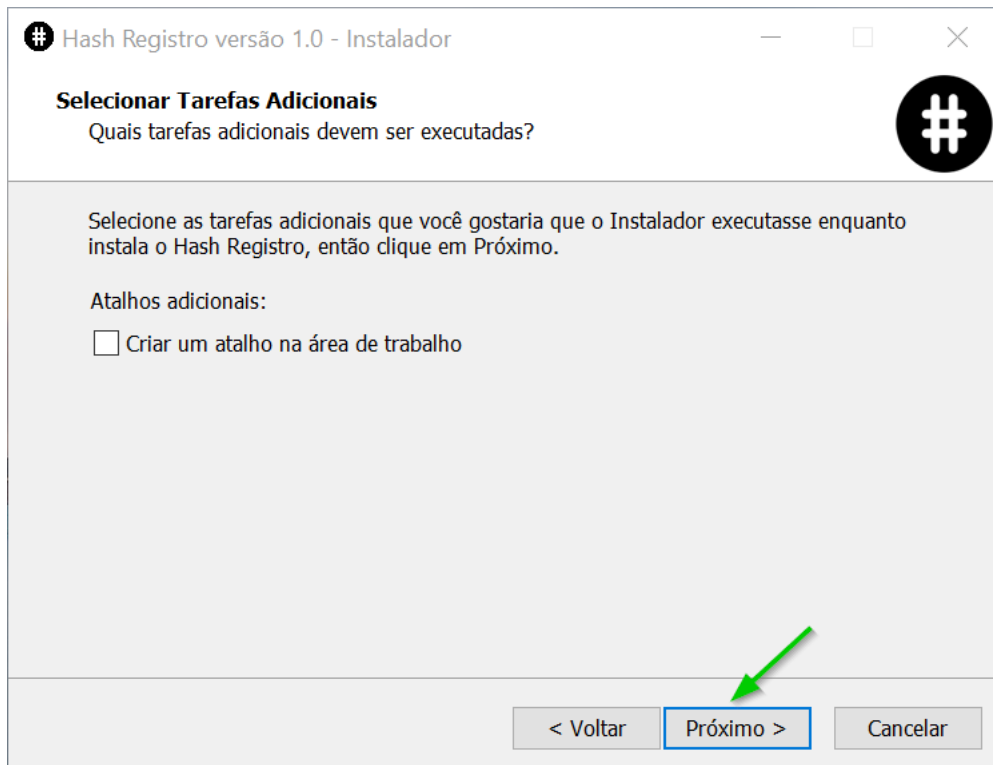 # Hash Registro versão 1.0 - Instalador
Selecionar Tarefas Adicionais
Quais tarefas adicionais devem ser executadas?
#
Selecione as tarefas adicionais que você gostaria que o Instalador executasse enquanto
instala o Hash Registro, então clique em Próximo.
Atalhos adicionais:
Criar um atalho na área de trabalho
< Voltar Próximo > Cancelar